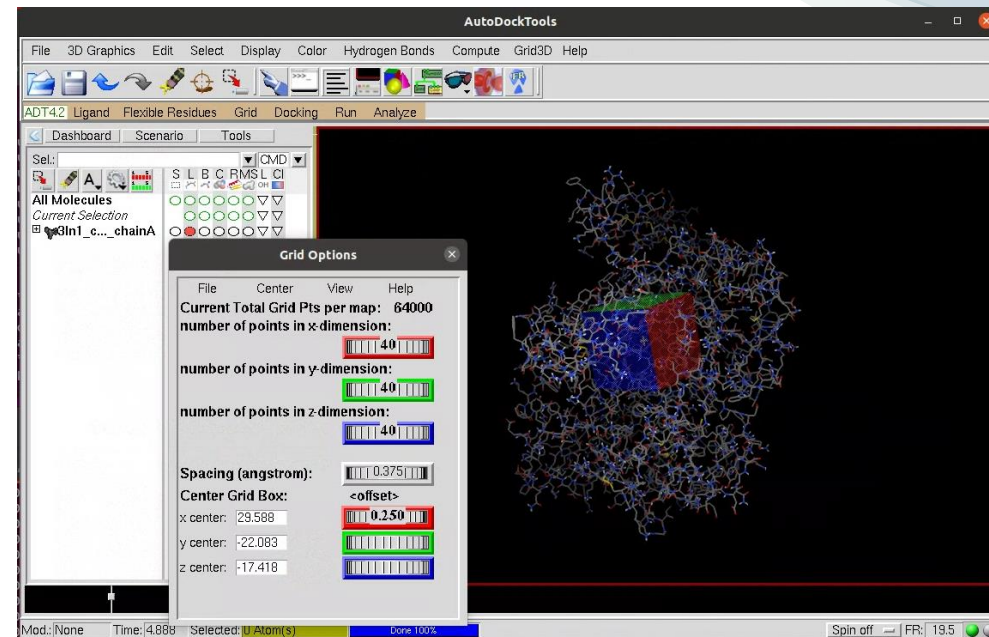 AutoDockTools
File 3D Graphics Edit Select Display Color Hydrogen Bonds Compute Grid3D Help
ADT4.2 Ligand Flexible Residues Grid Docking Run Analyze
Dashboard Scenario Tools
Sel.: CMD
S L B C R MS L Cl
All Molecules
Current Selection
3ln1_c..._chainA
Grid Options
File Center View Help
Current Total Grid Pts per map: 64000
number of points in x-dimension:
40
number of points in y-dimension:
40
number of points in z-dimension:
40
Spacing (angstrom): 0.375
Center Grid Box: <offset>
x center: 29.588 0.250
y center: -22.083
z center: -17.418
Mod.: None Time: 4.888 Selected: 0 Atom(s) Done 100% Spin off FR: 19.5